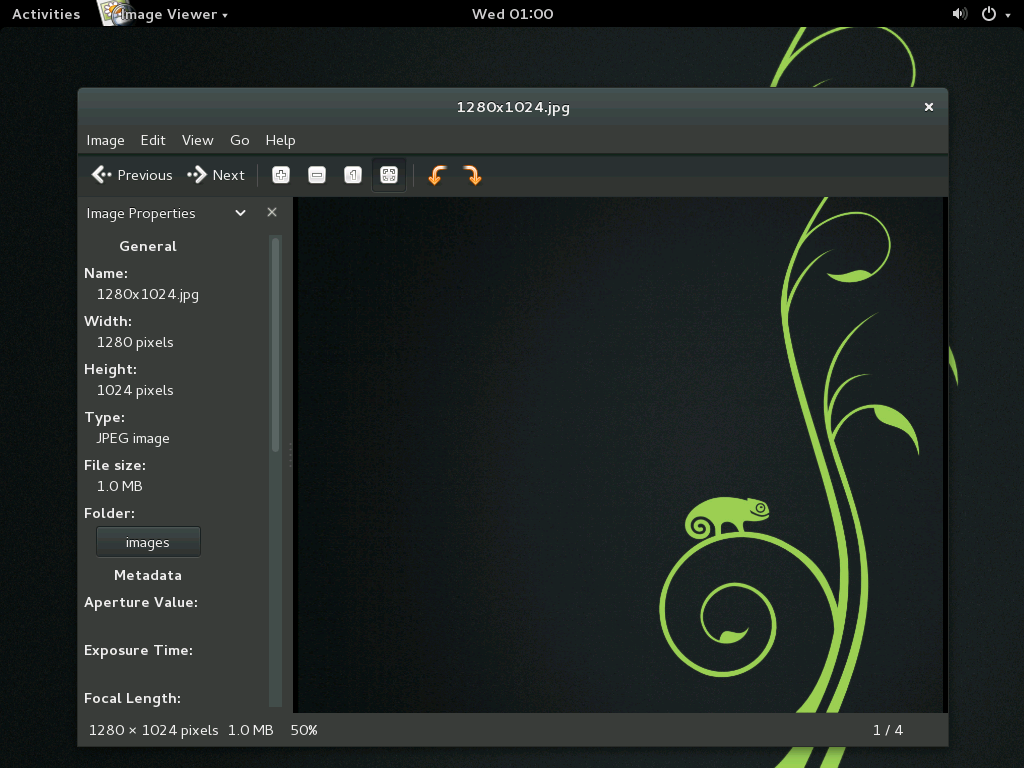 Activities Image Viewer Wed 01:00
1280x1024.jpg
Image Edit View Go Help
Previous Next
Image Properties
General
Name:
1280x1024.jpg
Width:
1280 pixels
Height:
1024 pixels
Type:
JPEG image
File size:
1.0 MB
Folder:
images
Metadata
Aperture Value:
Exposure Time:
Focal Length:
1280 × 1024 pixels 1.0 MB 50% 1 / 4